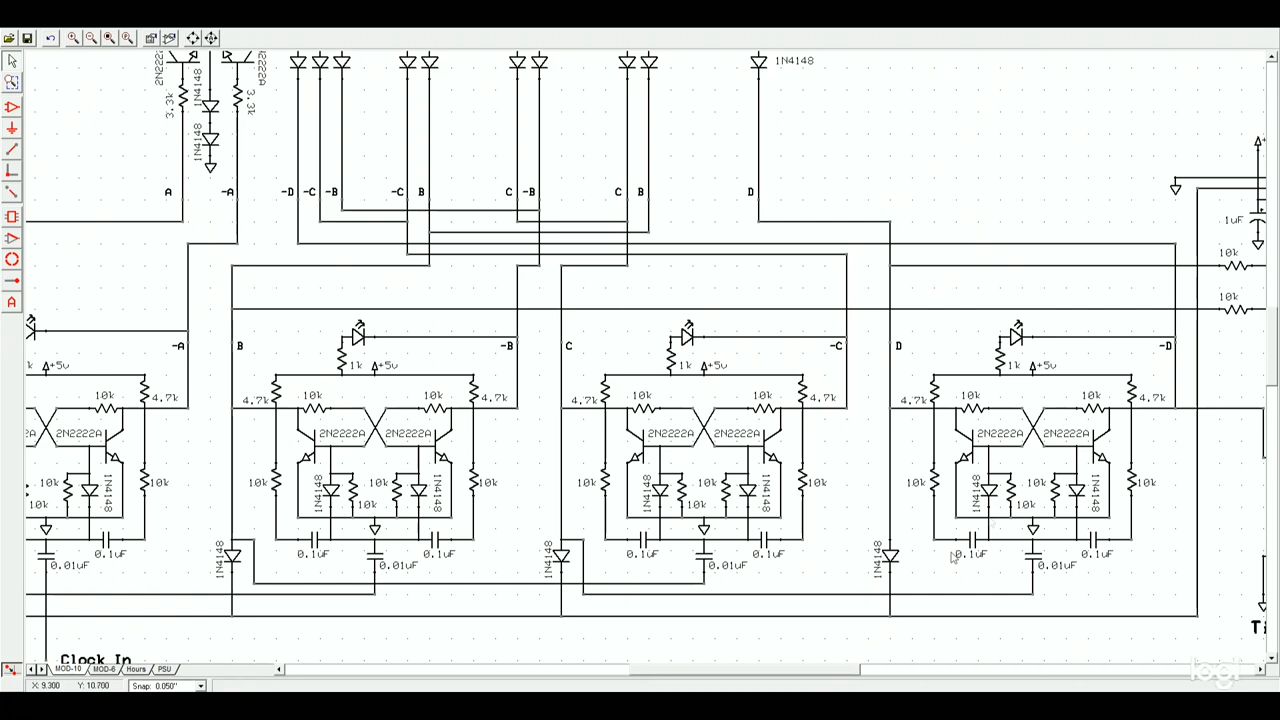 2N2222A
1N4148
1N4148
3.3k
3.3k
1N4148
A -A -D -C -B -C B C -B C B D
1uF
10k
10k
-A B -B C -C D -D
k +5v 1k +5v 1k +5v 1k +5v
10k 4.7k 4.7k 10k 10k 4.7k 4.7k 10k 10k 4.7k 4.7k 10k 10k 4.7k
2N2222A 2N2222A 2N2222A 2N2222A 2N2222A 2N2222A
10k 1N4148 10k 10k 1N4148 1N4148 10k 10k 1N4148 1N4148 10k 10k 1N4148 1N4148 10k
10k 10k 10k 10k
0.1uF 1N4148 0.1uF 0.1uF 1N4148 0.1uF 0.1uF 1N4148 0.1uF 0.1uF
0.01uF 0.01uF 0.01uF 0.01uF
Clock In
MOD-10 MOD-6 Hours PSU
X: 9.300 Y: 10.700 Snap: 0.050"
logi